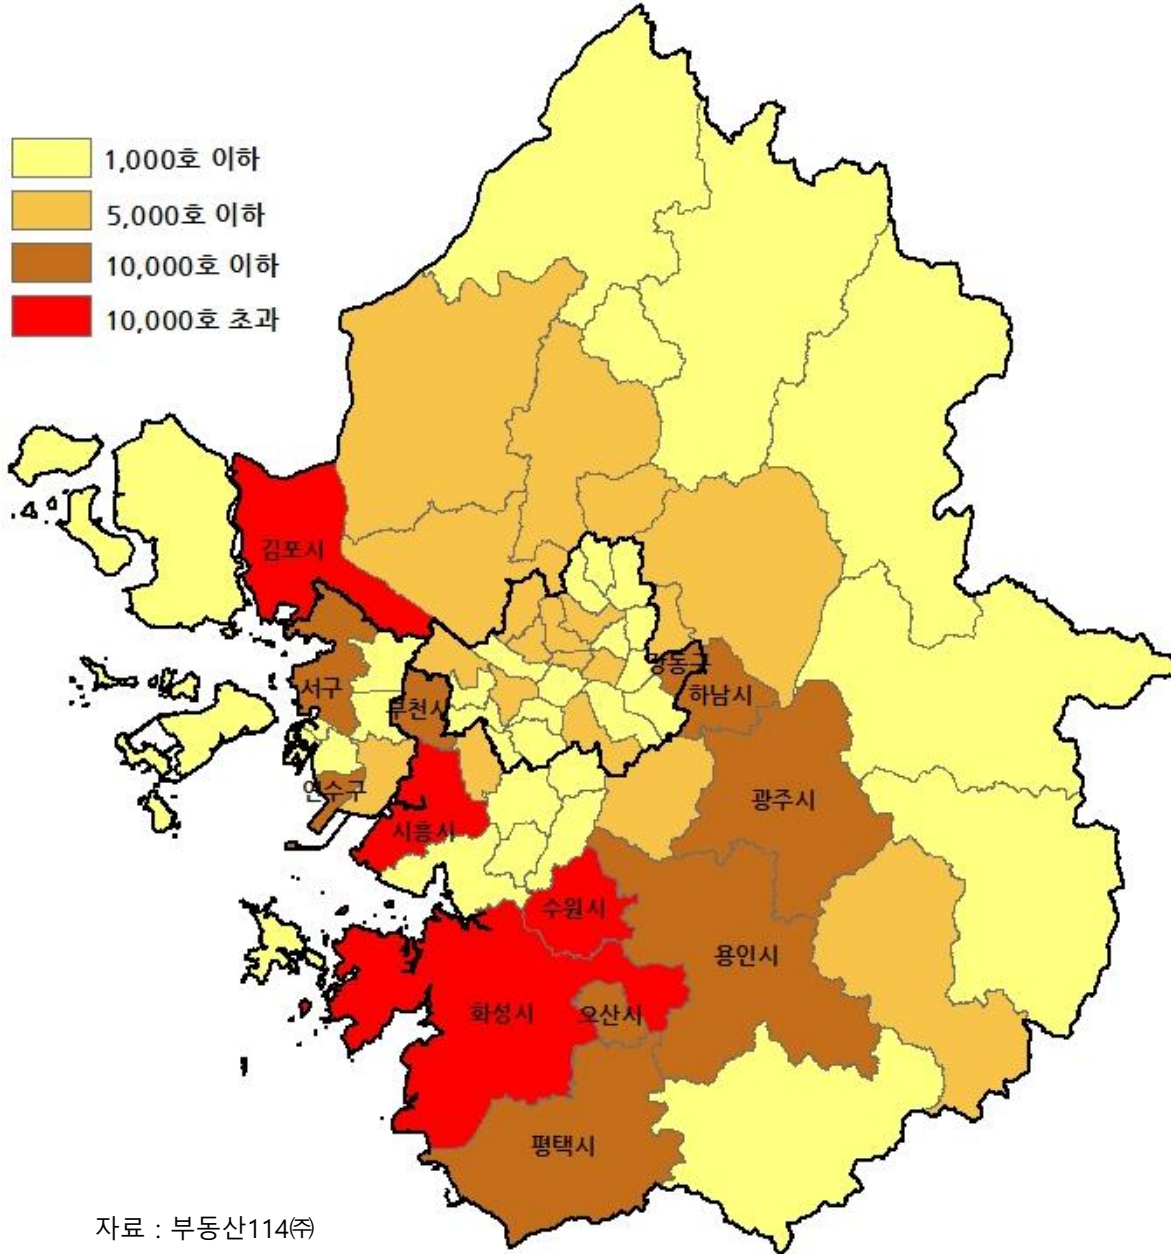 1,000호 이하
5,000호 이하
10,000호 이하
10,000호 초과
김포시
강동구
서구
부천시
하남시
연수구
광주시
시흥시
수원시
용인시
화성시
오산시
평택시
자료 : 부동산114㈜